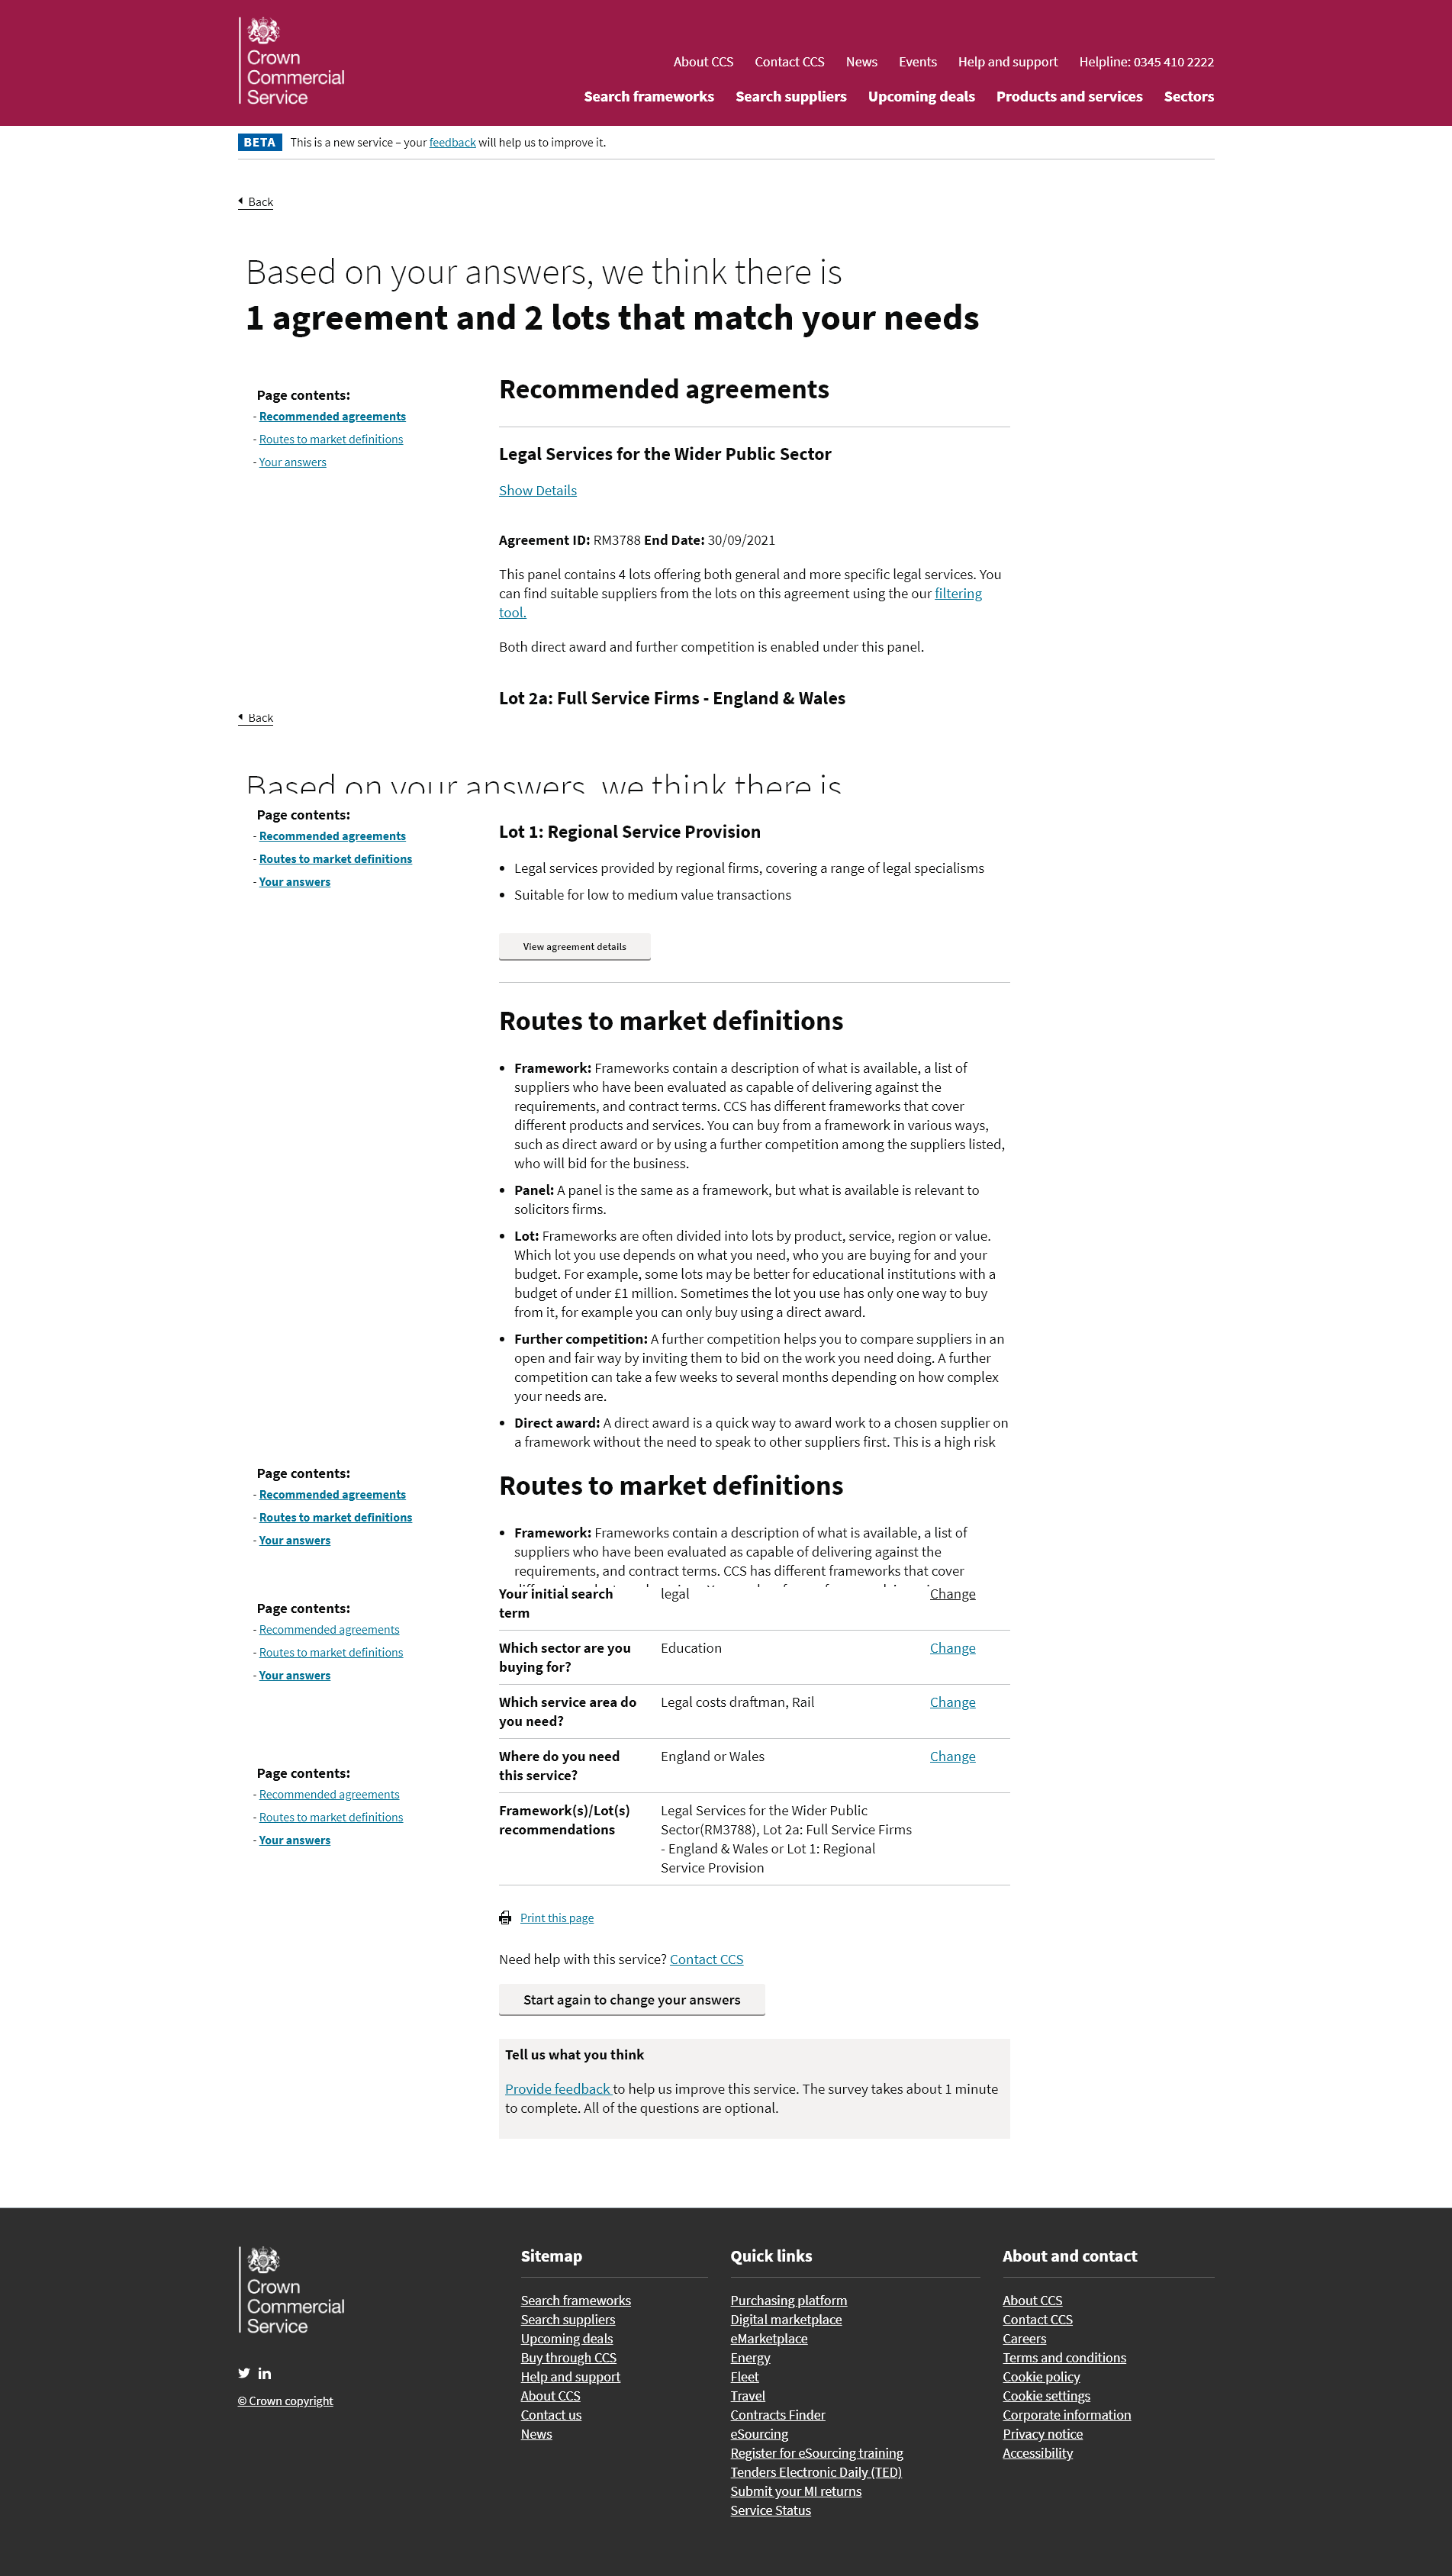 Crown
Commercial
Service
About CCS Contact CCS News Events Help and support Helpline: 0345 410 2222
Search frameworks Search suppliers Upcoming deals Products and services Sectors
BETA This is a new service – your feedback will help us to improve it.
Back
Based on your answers, we think there is
1 agreement and 2 lots that match your needs
Page contents:
- Recommended agreements
- Routes to market definitions
- Your answers
Recommended agreements
Legal Services for the Wider Public Sector
Show Details
Agreement ID: RM3788 End Date: 30/09/2021
This panel contains 4 lots offering both general and more specific legal services. You
can find suitable suppliers from the lots on this agreement using the our filtering
tool.
Both direct award and further competition is enabled under this panel.
Lot 2a: Full Service Firms - England & Wales
Back
Based on your answers, we think there is
Page contents:
- Recommended agreements
- Routes to market definitions
- Your answers
Lot 1: Regional Service Provision
• Legal services provided by regional firms, covering a range of legal specialisms
• Suitable for low to medium value transactions
View agreement details
Routes to market definitions
• Framework: Frameworks contain a description of what is available, a list of
suppliers who have been evaluated as capable of delivering against the
requirements, and contract terms. CCS has different frameworks that cover
different products and services. You can buy from a framework in various ways,
such as direct award or by using a further competition among the suppliers listed,
who will bid for the business.
• Panel: A panel is the same as a framework, but what is available is relevant to
solicitors firms.
• Lot: Frameworks are often divided into lots by product, service, region or value.
Which lot you use depends on what you need, who you are buying for and your
budget. For example, some lots may be better for educational institutions with a
budget of under £1 million. Sometimes the lot you use has only one way to buy
from it, for example you can only buy using a direct award.
• Further competition: A further competition helps you to compare suppliers in an
open and fair way by inviting them to bid on the work you need doing. A further
competition can take a few weeks to several months depending on how complex
your needs are.
• Direct award: A direct award is a quick way to award work to a chosen supplier on
a framework without the need to speak to other suppliers first. This is a high risk
Page contents:
- Recommended agreements
- Routes to market definitions
- Your answers
Routes to market definitions
• Framework: Frameworks contain a description of what is available, a list of
suppliers who have been evaluated as capable of delivering against the
requirements, and contract terms. CCS has different frameworks that cover
Page contents:
- Recommended agreements
- Routes to market definitions
- Your answers
Your initial search legal Change
term
Which sector are you Education Change
buying for?
Which service area do Legal costs draftman, Rail Change
you need?
Where do you need England or Wales Change
this service?
Page contents:
- Recommended agreements
- Routes to market definitions
- Your answers
Framework(s)/Lot(s) Legal Services for the Wider Public
recommendations Sector(RM3788), Lot 2a: Full Service Firms
- England & Wales or Lot 1: Regional
Service Provision
Print this page
Need help with this service? Contact CCS
Start again to change your answers
Tell us what you think
Provide feedback to help us improve this service. The survey takes about 1 minute
to complete. All of the questions are optional.
Crown
Commercial
Service
© Crown copyright
Sitemap
Search frameworks
Search suppliers
Upcoming deals
Buy through CCS
Help and support
About CCS
Contact us
News
Quick links
Purchasing platform
Digital marketplace
eMarketplace
Energy
Fleet
Travel
Contracts Finder
eSourcing
Register for eSourcing training
Tenders Electronic Daily (TED)
Submit your MI returns
Service Status
About and contact
About CCS
Contact CCS
Careers
Terms and conditions
Cookie policy
Cookie settings
Corporate information
Privacy notice
Accessibility